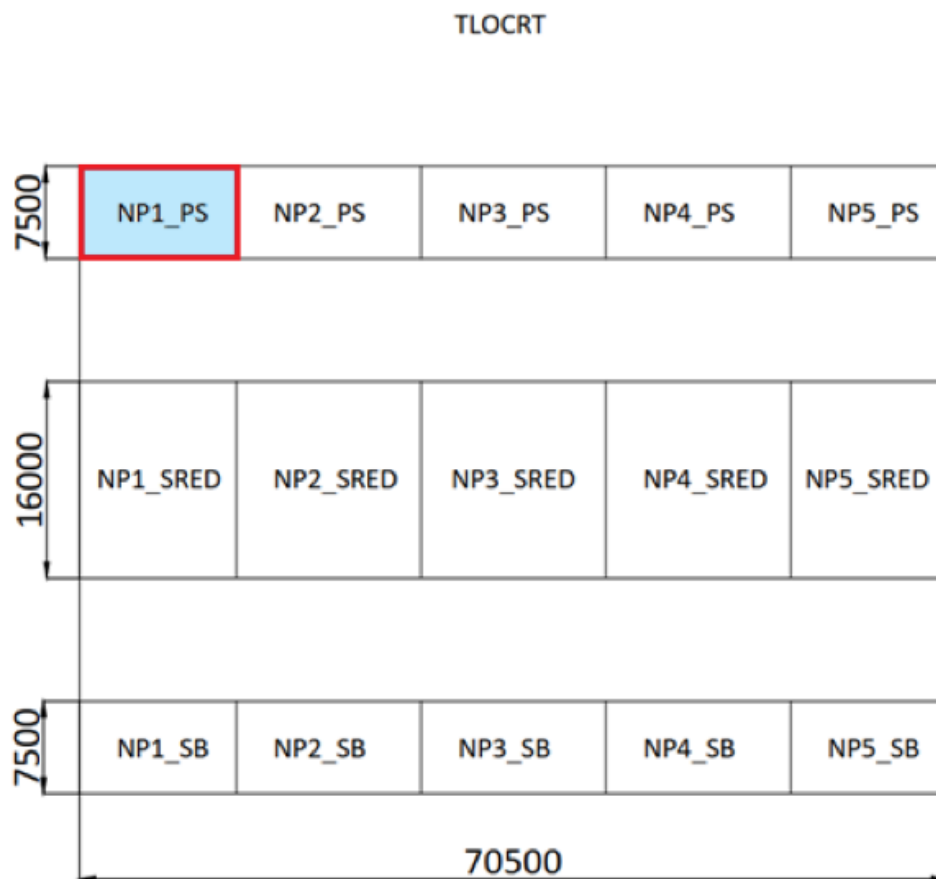 TLOCRT
7500
NP1_PS NP2_PS NP3_PS NP4_PS NP5_PS
16000
NP1_SRED NP2_SRED NP3_SRED NP4_SRED NP5_SRED
7500
NP1_SB NP2_SB NP3_SB NP4_SB NP5_SB
70500